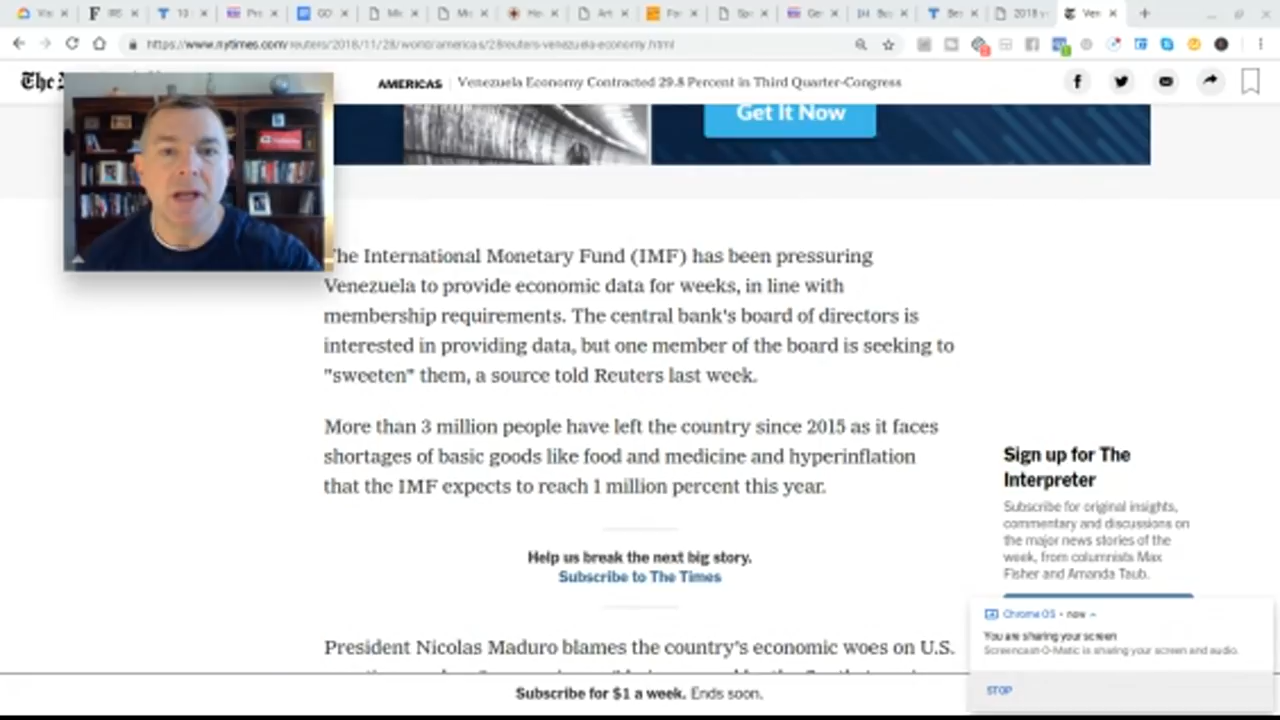 https://www.nytimes.com/reuters/2018/11/28/world/americas/28reuters-venezuela-economy.html
The
AMERICAS | Venezuela Economy Contracted 29.8 Percent in Third Quarter-Congress
Get It Now
The International Monetary Fund (IMF) has been pressuring
Venezuela to provide economic data for weeks, in line with
membership requirements. The central bank's board of directors is
interested in providing data, but one member of the board is seeking to
"sweeten" them, a source told Reuters last week.
More than 3 million people have left the country since 2015 as it faces
shortages of basic goods like food and medicine and hyperinflation
that the IMF expects to reach 1 million percent this year.
Sign up for The
Interpreter
Subscribe for original insights,
commentary and discussions on
the major news stories of the
week, from columnists Max
Fisher and Amanda Taub.
Help us break the next big story.
Subscribe to The Times
President Nicolas Maduro blames the country's economic woes on U.S.
Chrome OS • now
You are sharing your screen
Screencast-O-Matic is sharing your screen and audio.
STOP
Subscribe for $1 a week. Ends soon.